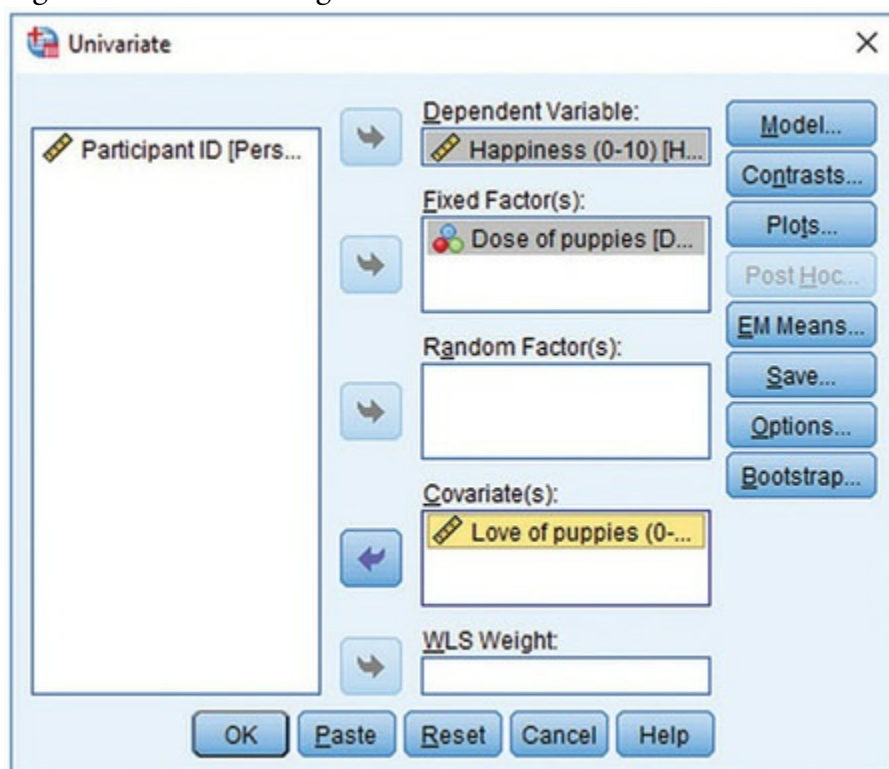 Univariate
Participant ID [Pers...
Dependent Variable:
Happiness (0-10) [H...
Fixed Factor(s):
Dose of puppies [D...
Random Factor(s):
Covariate(s):
Love of puppies (0-...
WLS Weight:
Model...
Contrasts...
Plots...
Post Hoc...
EM Means...
Save...
Options...
Bootstrap...
OK Paste Reset Cancel Help